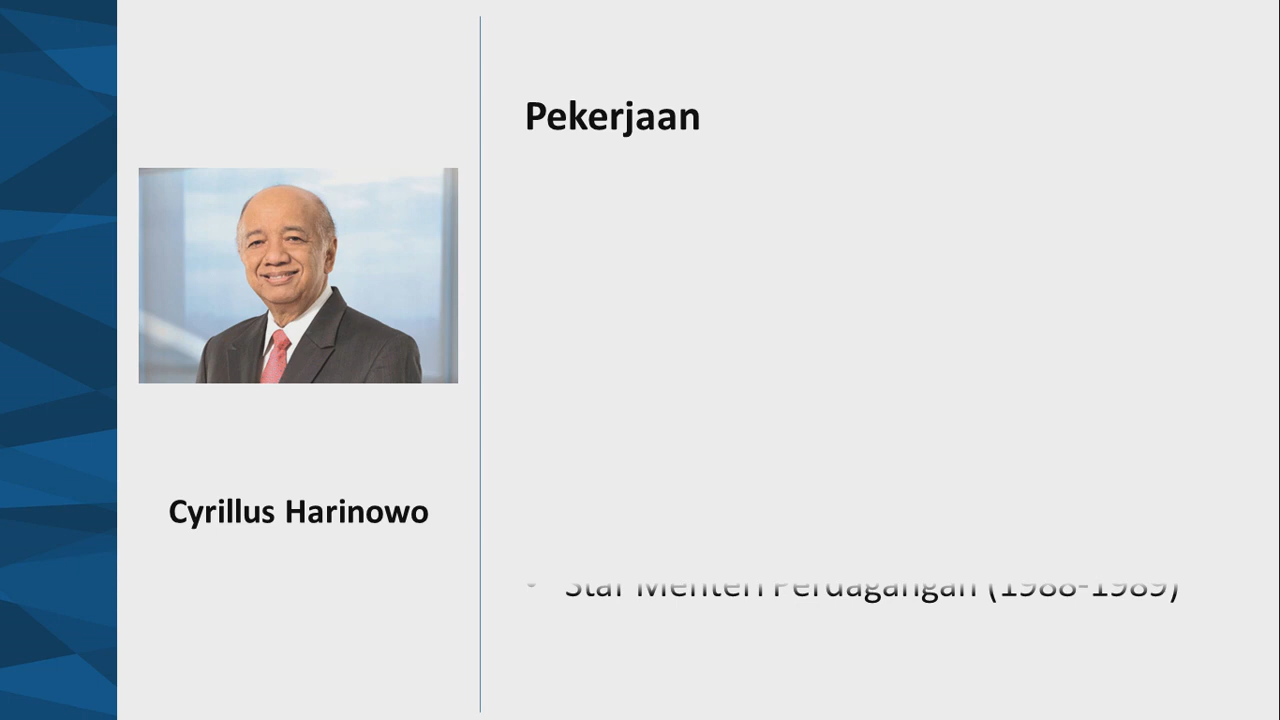 Pekerjaan
Cyrillus Harinowo
• Staf Menteri Perdagangan (1988-1989)